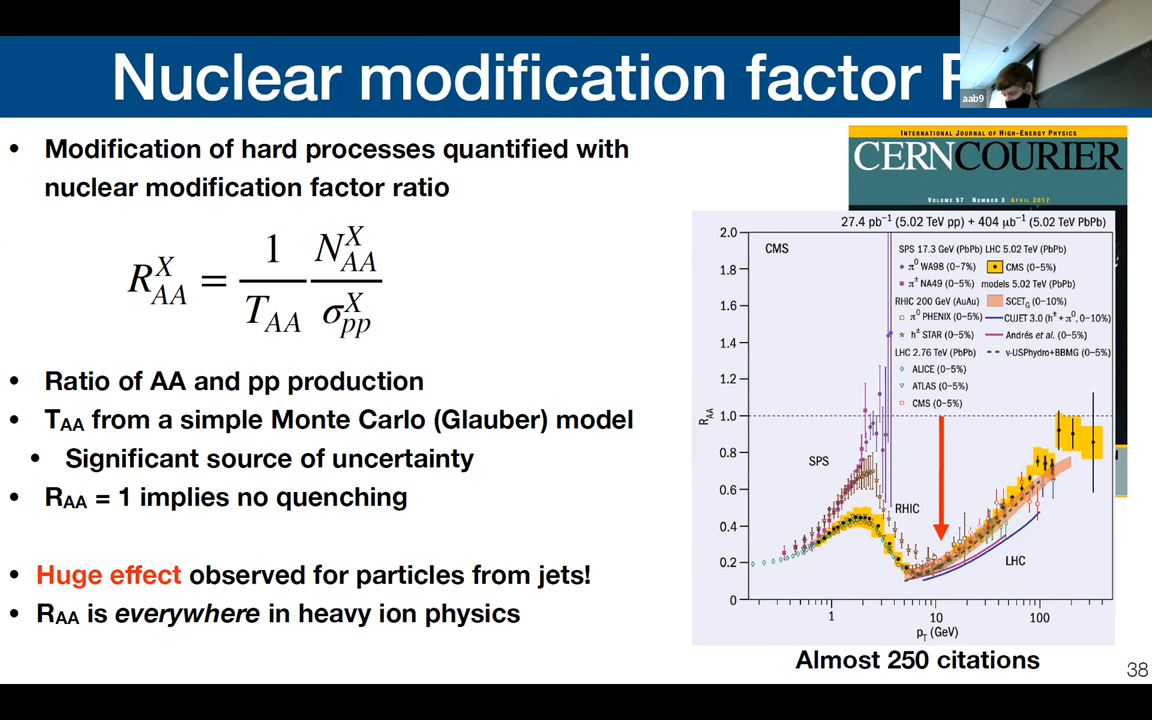 Nuclear modification factor
aab9
• Modification of hard processes quantified with
nuclear modification factor ratio
R^X_AA = 1/T_AA N^X_AA/σ^X_pp
• Ratio of AA and pp production
• T_AA from a simple Monte Carlo (Glauber) model
• Significant source of uncertainty
• R_AA = 1 implies no quenching
• Huge effect observed for particles from jets!
• R_AA is everywhere in heavy ion physics
INTERNATIONAL JOURNAL OF HIGH-ENERGY PHYSICS
CERNCOURIER
VOLUME 57 NUMBER 3 APRIL 2017
27.4 pb⁻¹ (5.02 TeV pp) + 404 μb⁻¹ (5.02 TeV PbPb)
CMS
SPS 17.3 GeV (PbPb)
π⁰ WA98 (0–7%)
π± NA49 (0–5%)
RHIC 200 GeV (AuAu)
π⁰ PHENIX (0–5%)
h± STAR (0–5%)
LHC 2.76 TeV (PbPb)
ALICE (0–5%)
ATLAS (0–5%)
CMS (0–5%)
LHC 5.02 TeV (PbPb)
CMS (0–5%)
models 5.02 TeV (PbPb)
SCET_G (0–10%)
CUJET 3.0 (h± + π⁰, 0–10%)
Andrés et al. (0–5%)
v-USPhydro+BBMG (0–5%)
2.0
1.8
1.6
1.4
1.2
1.0
0.8
0.6
0.4
0.2
0
R_AA
SPS
RHIC
LHC
1 10 100
p_T (GeV)
Almost 250 citations
38